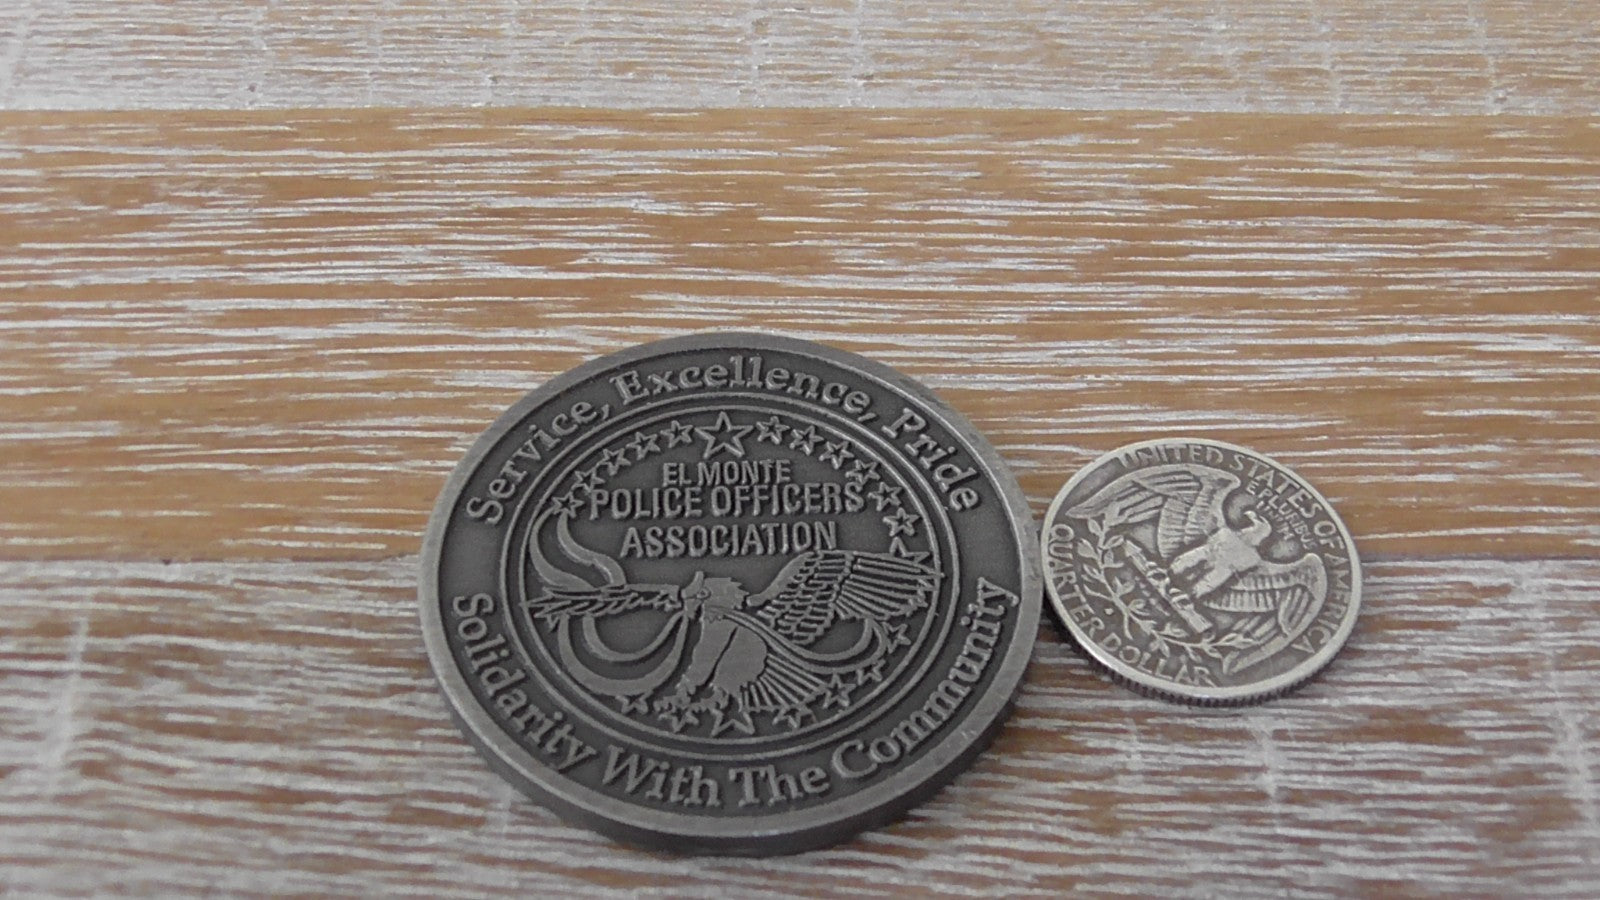 Service, Excellence, Pride
EL MONTE
POLICE OFFICERS
ASSOCIATION
Solidarity With The Community
UNITED STATES OF AMERICA
E PLURIBUS
UNUM
QUARTER DOLLAR